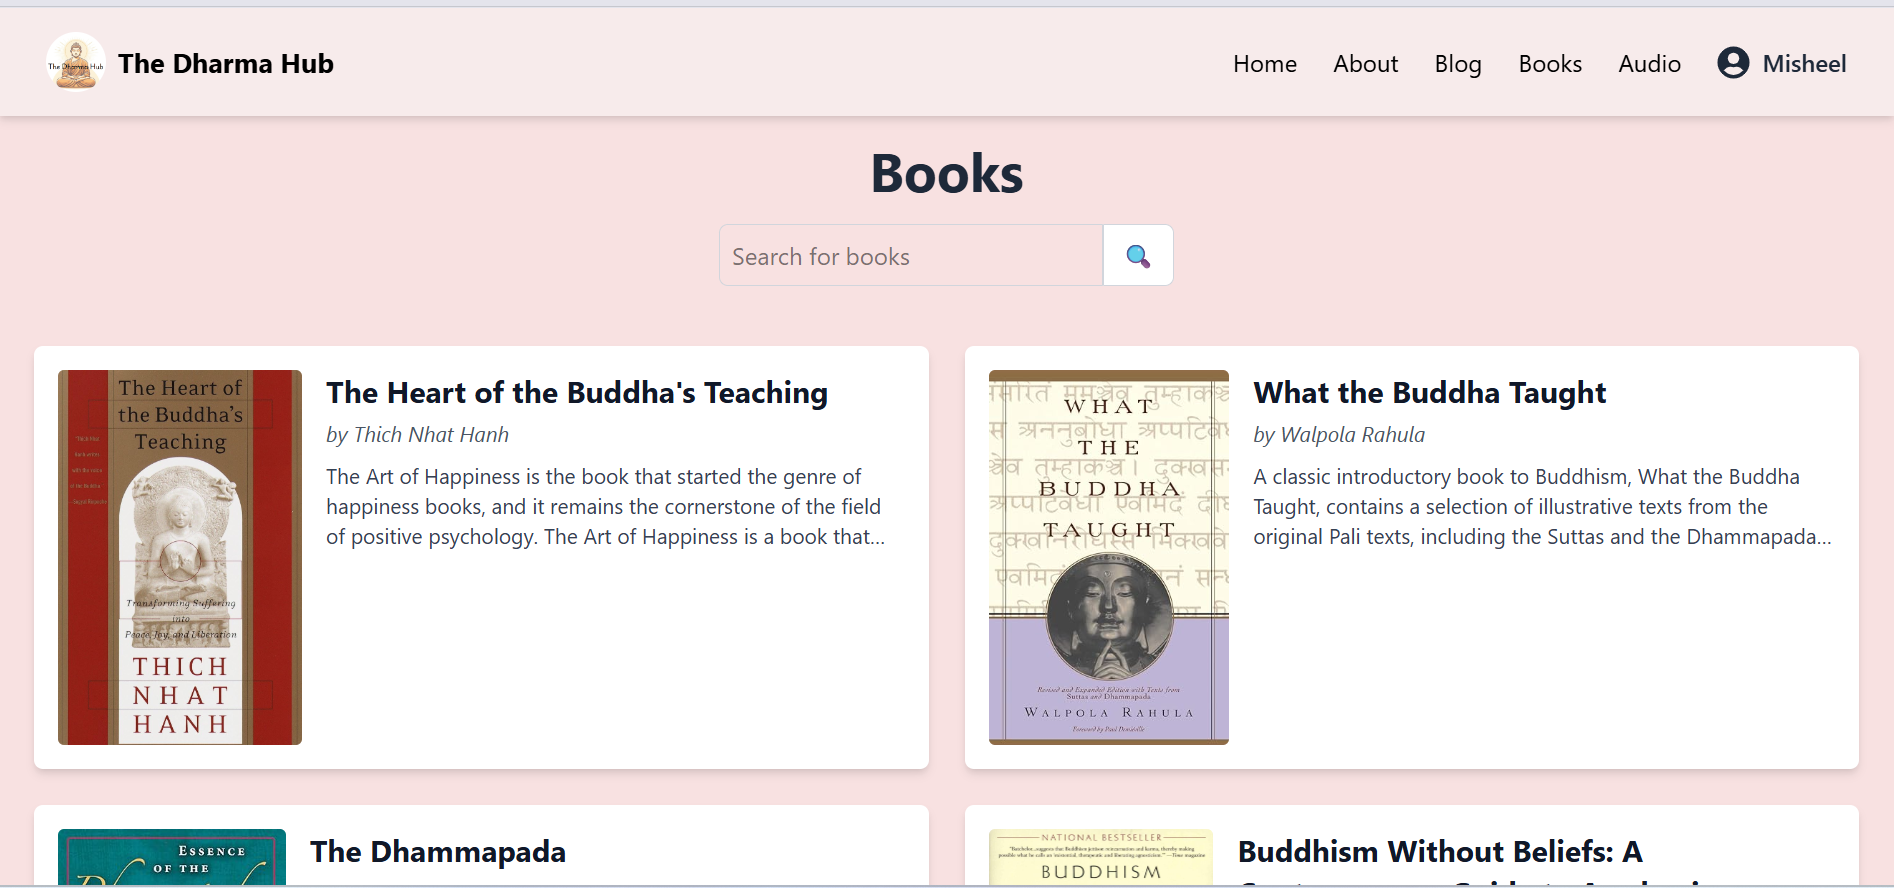 The Dharma Hub
The Dharma Hub
Home
About
Blog
Books
Audio
Misheel
Books
Search for books
The Heart of
the Buddha's
Teaching
Transforming Suffering
into
Peace, Joy, and Liberation
THICH
NHAT
HANH
The Heart of the Buddha's Teaching
by Thich Nhat Hanh
The Art of Happiness is the book that started the genre of
happiness books, and it remains the cornerstone of the field
of positive psychology. The Art of Happiness is a book that...
WHAT
THE
BUDDHA
TAUGHT
Revised and Expanded Edition with Texts from
Suttas and Dhammapada
WALPOLA RAHULA
Foreword by Paul Demiéville
What the Buddha Taught
by Walpola Rahula
A classic introductory book to Buddhism, What the Buddha
Taught, contains a selection of illustrative texts from the
original Pali texts, including the Suttas and the Dhammapada...
ESSENCE
OF THE
The Dhammapada
NATIONAL BESTSELLER
BUDDHISM
Buddhism Without Beliefs: A